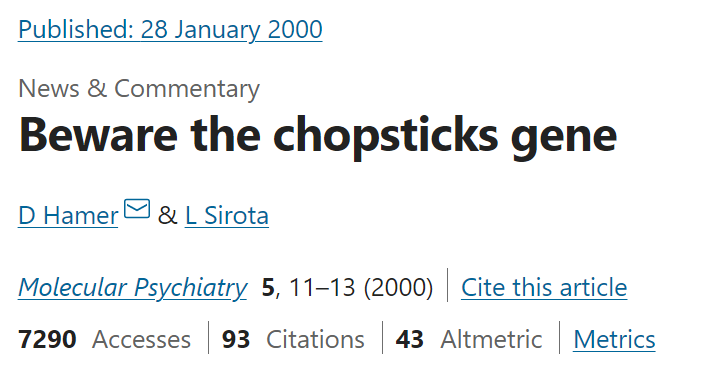 Published: 28 January 2000
News & Commentary
Beware the chopsticks gene
D Hamer & L Sirota
Molecular Psychiatry 5, 11–13 (2000) Cite this article
7290 Accesses 93 Citations 43 Altmetric Metrics